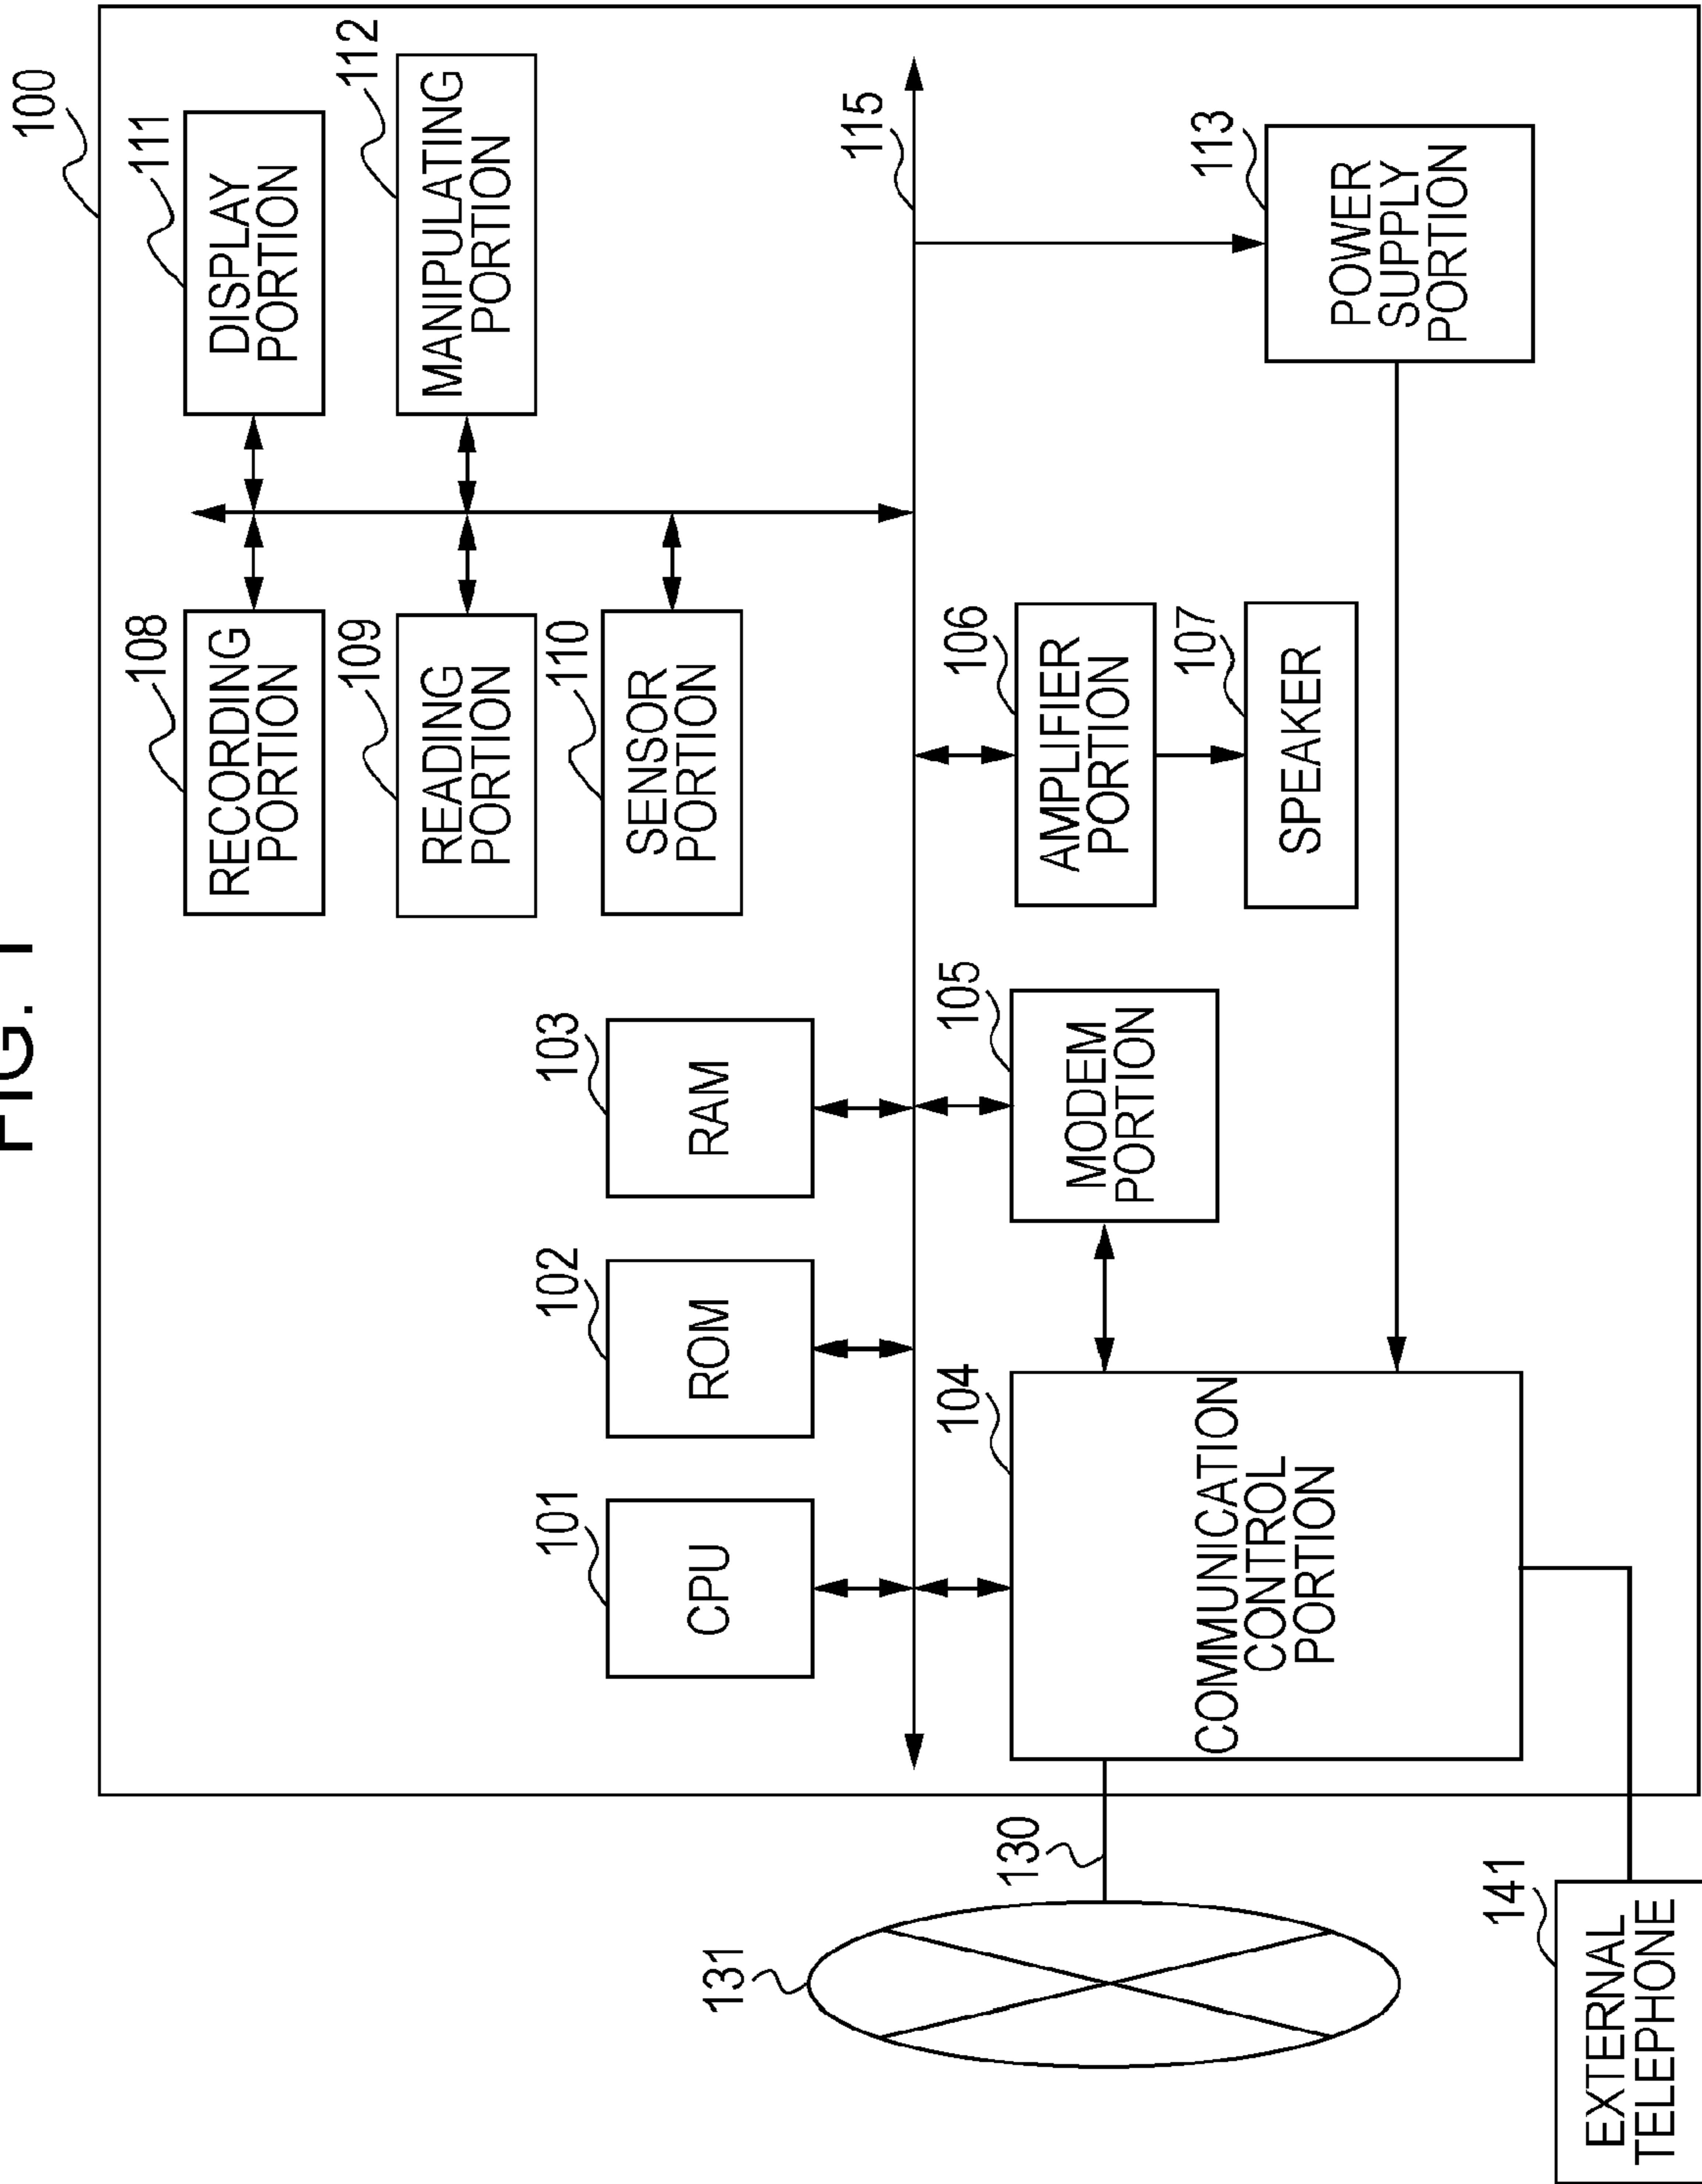 FIG. 1
100
108
RECORDING
PORTION
111
DISPLAY
PORTION
109
READING
PORTION
112
MANIPULATING
PORTION
110
SENSOR
PORTION
101
CPU
102
ROM
103
RAM
115
131
130
104
COMMUNICATION
CONTROL
PORTION
105
MODEM
PORTION
106
AMPLIFIER
PORTION
107
SPEAKER
113
POWER
SUPPLY
PORTION
141
EXTERNAL
TELEPHONE